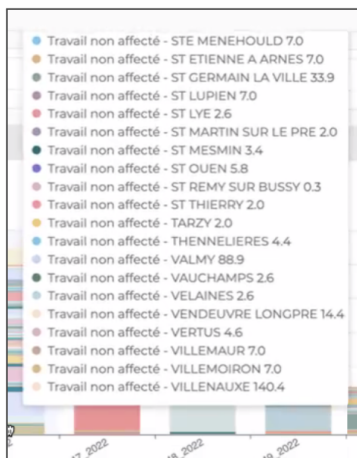 Travail non affecté - STE MENEHOULD 7.0
Travail non affecté - ST ETIENNE A ARNES 7.0
Travail non affecté - ST GERMAIN LA VILLE 33.9
Travail non affecté - ST LUPIEN 7.0
Travail non affecté - ST LYE 2.6
Travail non affecté - ST MARTIN SUR LE PRE 2.0
Travail non affecté - ST MESMIN 3.4
Travail non affecté - ST OUEN 5.8
Travail non affecté - ST REMY SUR BUSSY 0.3
Travail non affecté - ST THIERRY 2.0
Travail non affecté - TARZY 2.0
Travail non affecté - THENNELIERES 4.4
Travail non affecté - VALMY 88.9
Travail non affecté - VAUCHAMPS 2.6
Travail non affecté - VELAINES 2.6
Travail non affecté - VENDEUVRE LONGPRE 14.4
Travail non affecté - VERTUS 4.6
Travail non affecté - VILLEMAUR 7.0
Travail non affecté - VILLEMOIRON 7.0
Travail non affecté - VILLENAUXE 140.4